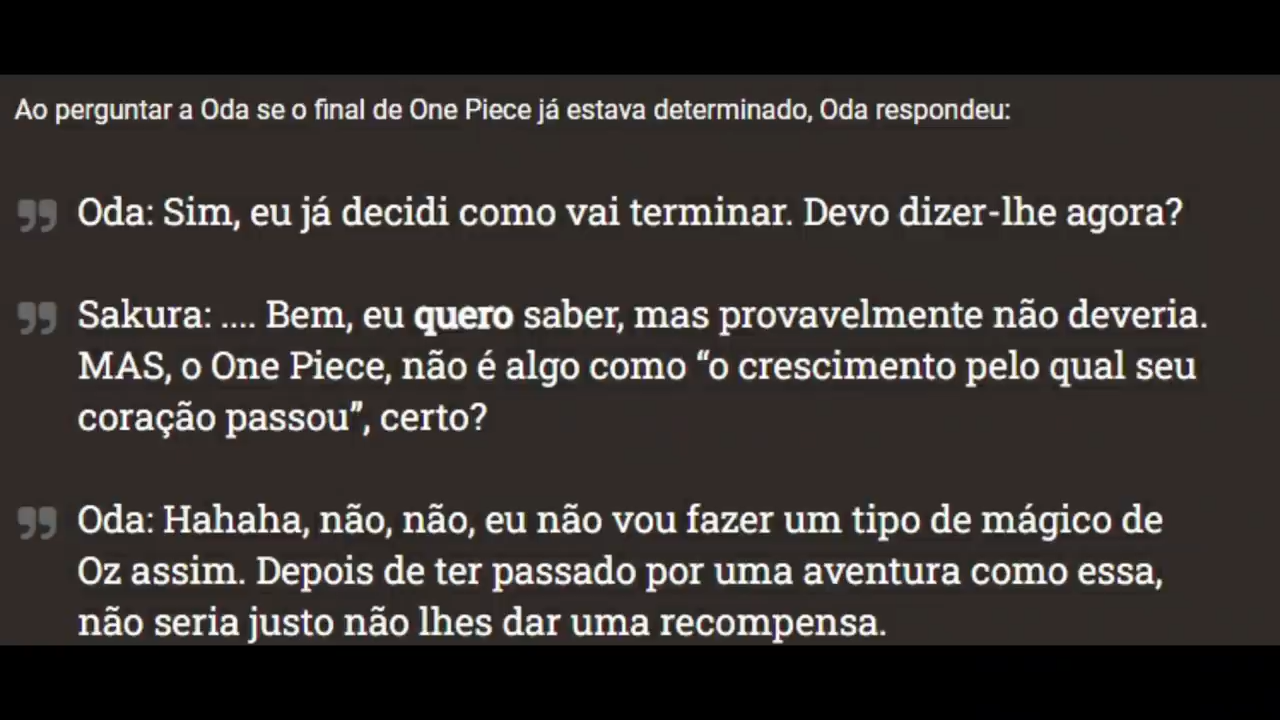 Ao perguntar a Oda se o final de One Piece já estava determinado, Oda respondeu:
Oda: Sim, eu já decidi como vai terminar. Devo dizer-lhe agora?
Sakura: .... Bem, eu quero saber, mas provavelmente não deveria.
MAS, o One Piece, não é algo como “o crescimento pelo qual seu
coração passou”, certo?
Oda: Hahaha, não, não, eu não vou fazer um tipo de mágico de
Oz assim. Depois de ter passado por uma aventura como essa,
não seria justo não lhes dar uma recompensa.